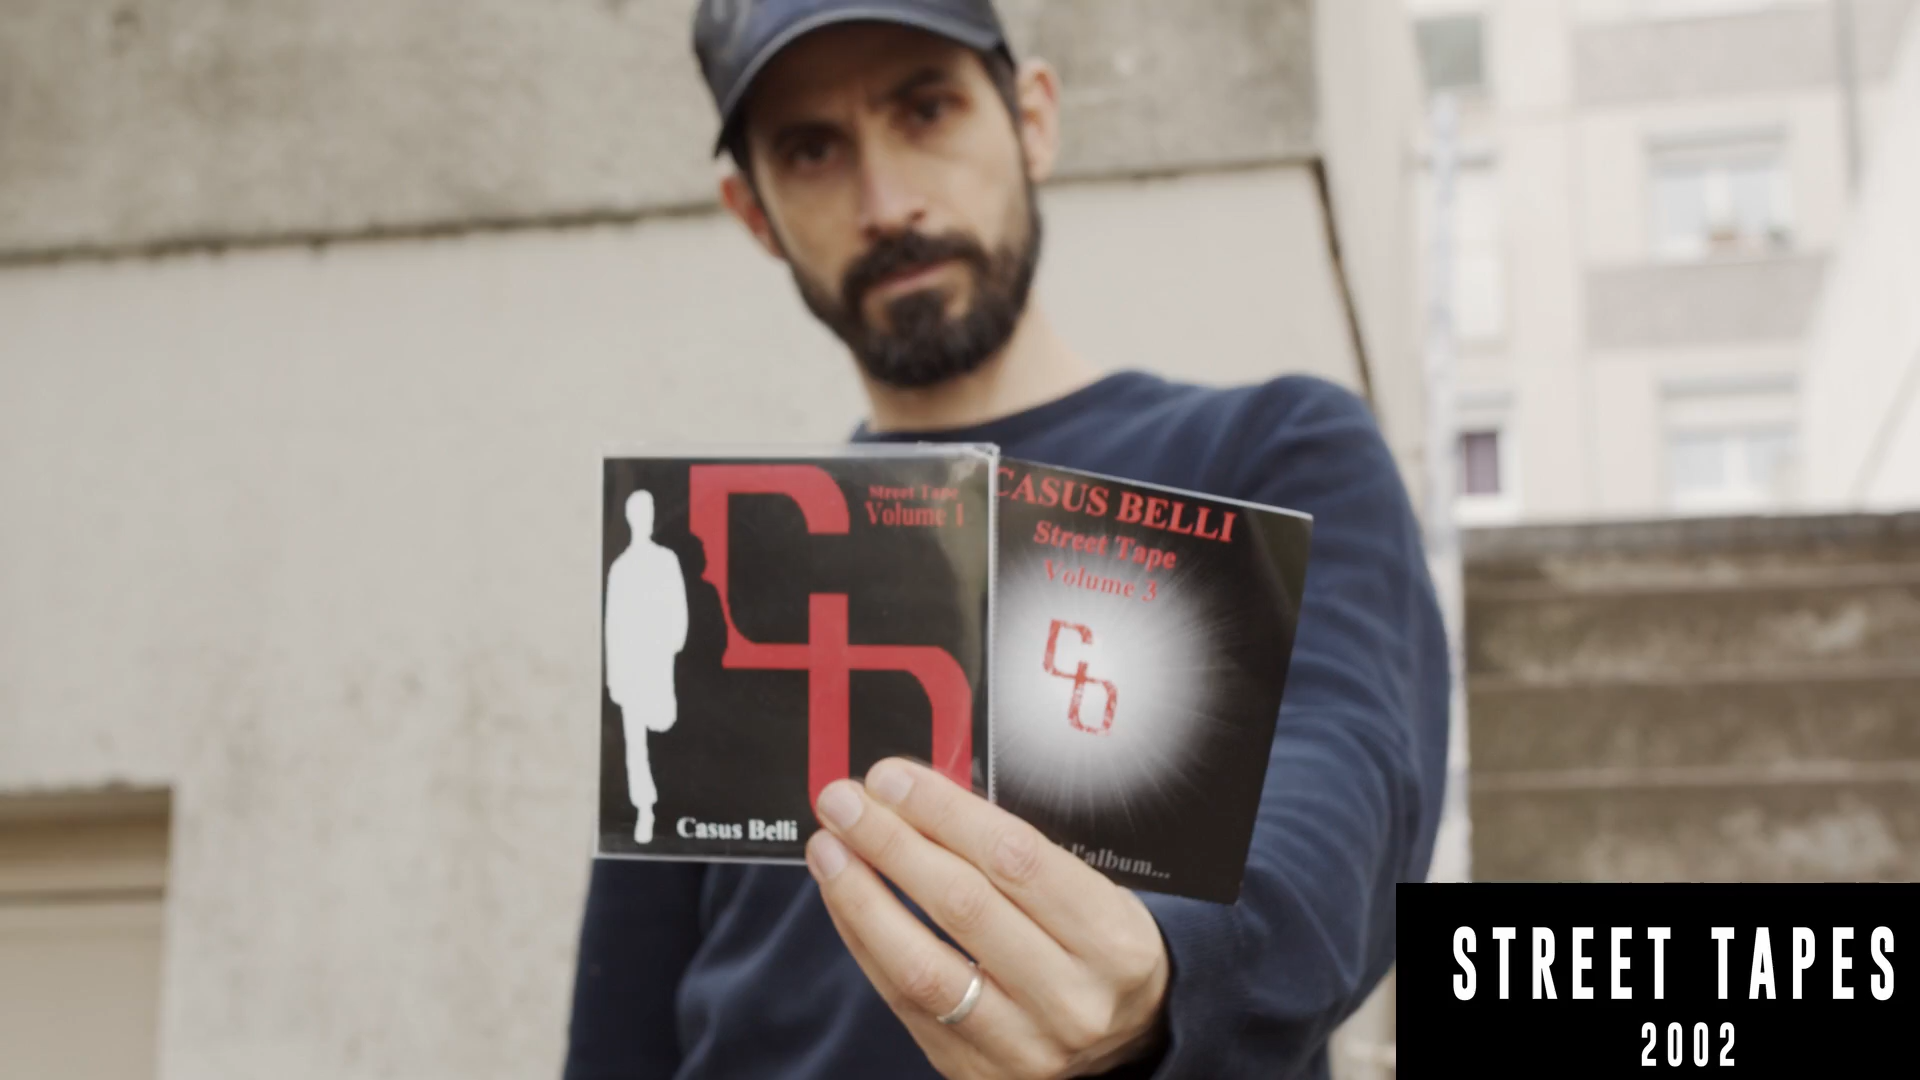 Street Tape
Volume 1
Casus Belli
CASUS BELLI
Street Tape
Volume 3
l'album...
STREET TAPES
2002